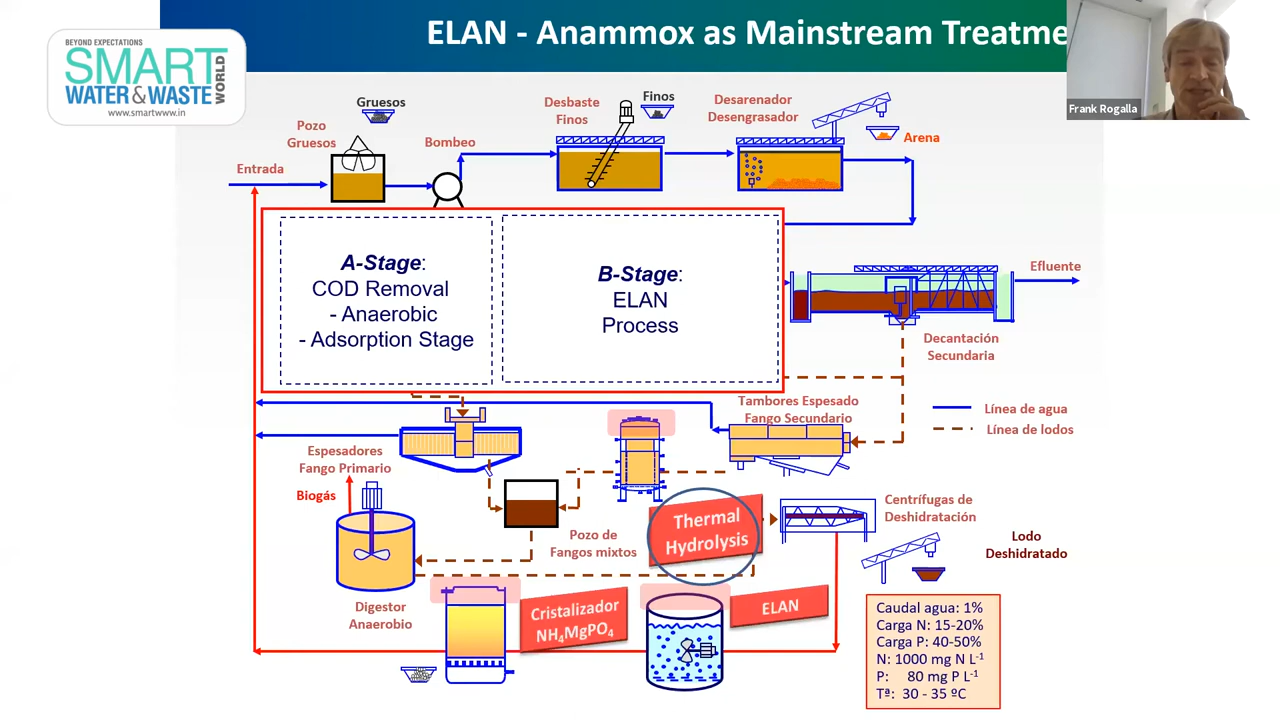 ELAN - Anammox as Mainstream Treatme
BEYOND EXPECTATIONS
SMART
WATER & WASTE
WORLD
www.smartwww.in
Frank Rogalla
Gruesos
Pozo
Gruesos
Entrada
Bombeo
Desbaste
Finos
Finos
Desarenador
Desengrasador
Arena
A-Stage:
COD Removal
- Anaerobic
- Adsorption Stage
B-Stage:
ELAN
Process
Efluente
Decantación
Secundaria
Tambores Espesado
Fango Secundario
Línea de agua
Línea de lodos
Espesadores
Fango Primario
Biogás
Pozo de
Fangos mixtos
Thermal
Hydrolysis
Centrífugas de
Deshidratación
Lodo
Deshidratado
Digestor
Anaerobio
Cristalizador
NH₄MgPO₄
ELAN
Caudal agua: 1%
Carga N: 15-20%
Carga P: 40-50%
N: 1000 mg N L⁻¹
P: 80 mg P L⁻¹
Tª: 30 - 35 ºC